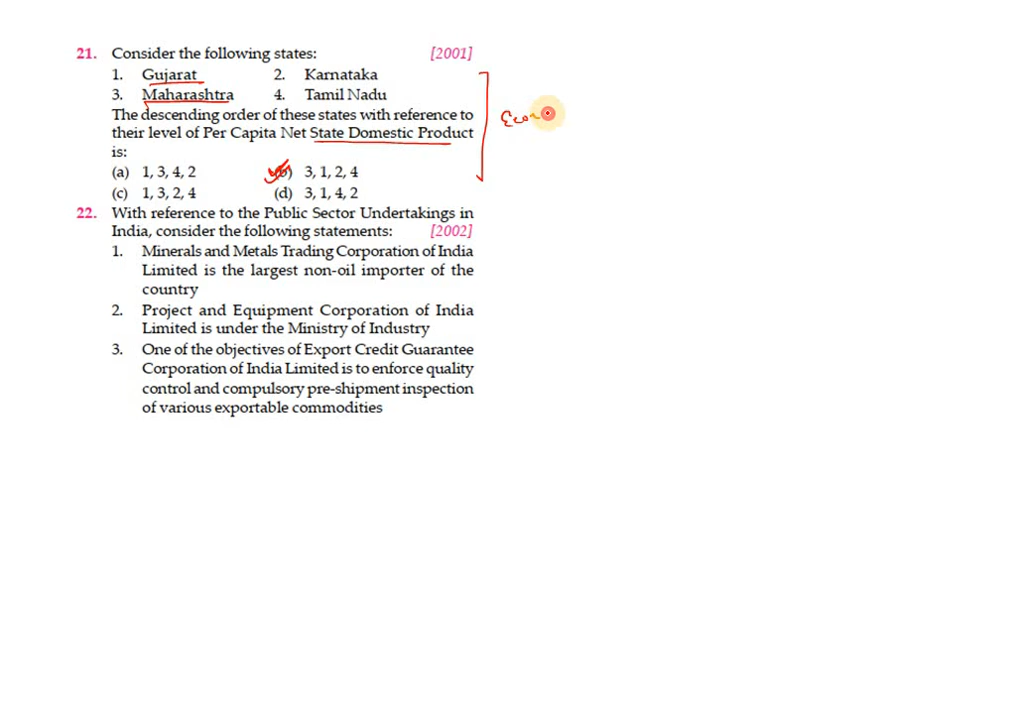 21. Consider the following states: [2001]
1. Gujarat 2. Karnataka
3. Maharashtra 4. Tamil Nadu
The descending order of these states with reference to
their level of Per Capita Net State Domestic Product
is:
(a) 1, 3, 4, 2 (b) 3, 1, 2, 4
(c) 1, 3, 2, 4 (d) 3, 1, 4, 2
22. With reference to the Public Sector Undertakings in
India, consider the following statements: [2002]
1. Minerals and Metals Trading Corporation of India
Limited is the largest non-oil importer of the
country
2. Project and Equipment Corporation of India
Limited is under the Ministry of Industry
3. One of the objectives of Export Credit Guarantee
Corporation of India Limited is to enforce quality
control and compulsory pre-shipment inspection
of various exportable commodities